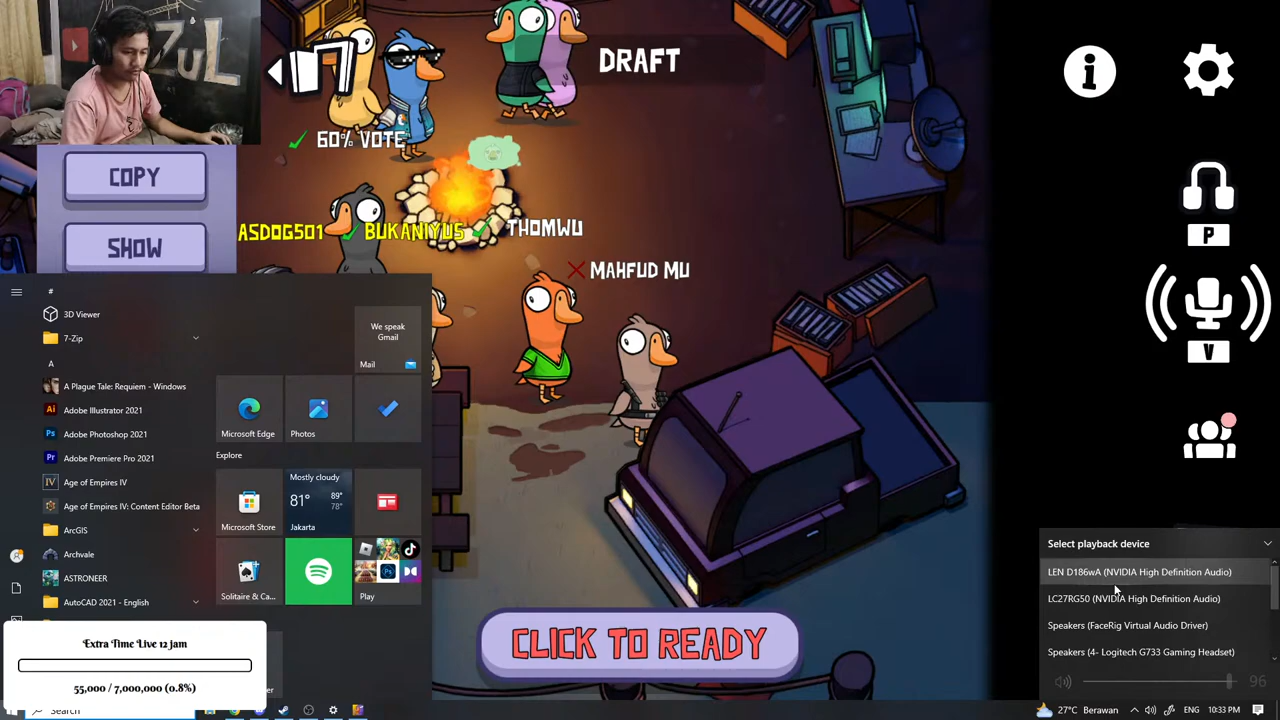 ZUL
DRAFT
60% VOTE
COPY
SHOW
ASDOG501
BUKANIYUS
THOMWU
MAHFUD MU
P
V
#
3D Viewer
7-Zip
A
A Plague Tale: Requiem - Windows
Adobe Illustrator 2021
Adobe Photoshop 2021
Adobe Premiere Pro 2021
Age of Empires IV
Age of Empires IV: Content Editor Beta
ArcGIS
Archvale
ASTRONEER
AutoCAD 2021 - English
We speak
Gmail
Mail
Microsoft Edge
Photos
Explore
Microsoft Store
Mostly cloudy
81° 89°
78°
Jakarta
Solitaire & Ca...
Play
Extra Time Live 12 jam
55,000 / 7,000,000 (0.8%)
Search
CLICK TO READY
Select playback device
LEN D186wA (NVIDIA High Definition Audio)
LC27RG50 (NVIDIA High Definition Audio)
Speakers (FaceRig Virtual Audio Driver)
Speakers (4- Logitech G733 Gaming Headset)
96
27°C Berawan
ENG
10:33 PM